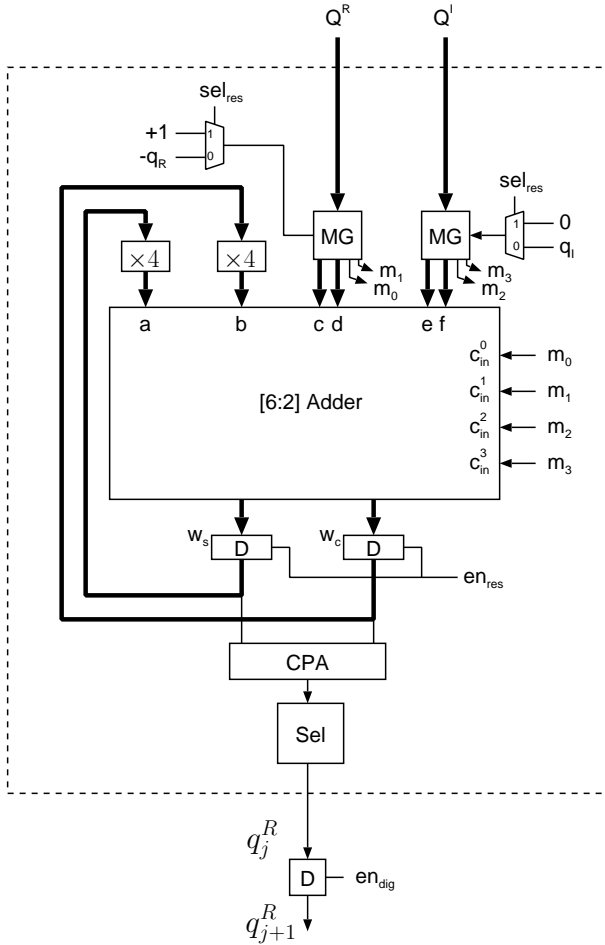 Q^R Q^I
sel_res
+1 1
-q_R 0
sel_res
1 0
0 q_I
×4 ×4 MG MG
m_1 m_3
m_0 m_2
a b c d e f
c_in^0 m_0
c_in^1 m_1
[6:2] Adder
c_in^2 m_2
c_in^3 m_3
w_s D w_c D
en_res
CPA
Sel
q_j^R
D en_dig
q_{j+1}^R